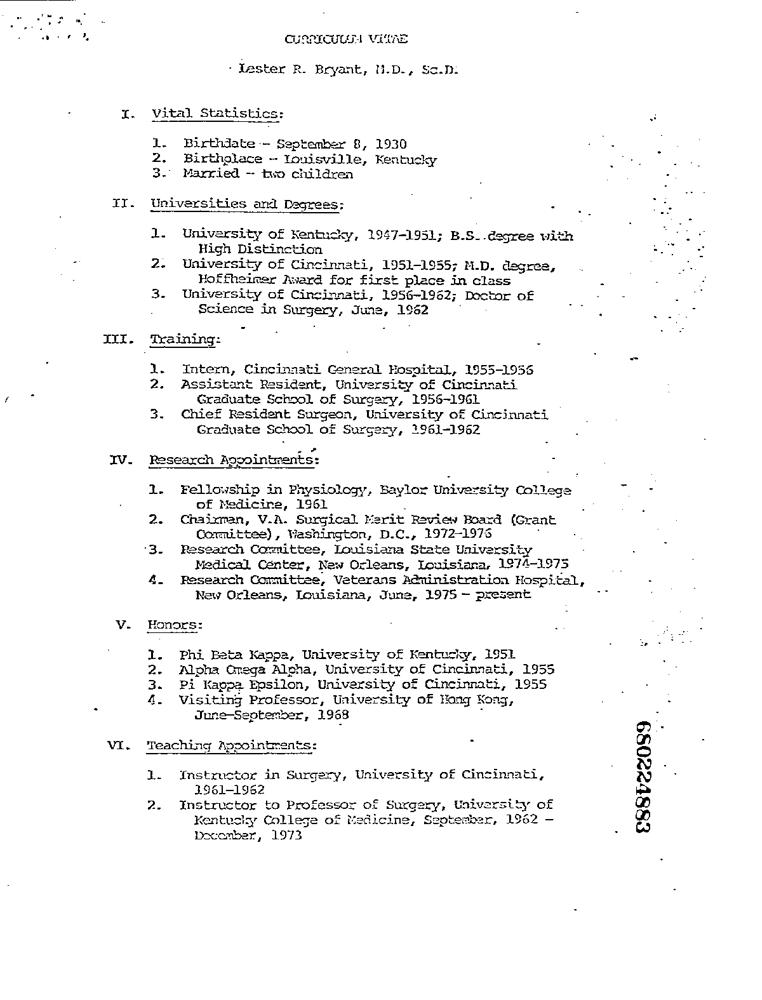 CURRICULUM VITAE
Lester R. Bryant, M.D., Sc.D.
I. Vital Statistics:
1. Birthdate - September 8, 1930
2. Birthplace - Louisville, Kentucky
3. Married - two children
II. Universities and Degrees:
1. University of Kentucky, 1947-1951; B.S. degree with
High Distinction
2. University of Cincinnati, 1951-1955; M.D. degree,
Hoffheimer Award for first place in class
3. University of Cincinnati, 1956-1962; Doctor of
Science in Surgery, June, 1962
III. Training:
1. Intern, Cincinnati General Hospital, 1955-1956
2. Assistant Resident, University of Cincinnati
Graduate School of Surgery, 1956-1961
3. Chief Resident Surgeon, University of Cincinnati
Graduate School of Surgery, 1961-1962
IV. Research Appointments:
1. Fellowship in Physiology, Baylor University College
of Medicine, 1961
2. Chairman, V.A. Surgical Merit Review Board (Grant
Committee), Washington, D.C., 1972-1976
3. Research Committee, Louisiana State University
Medical Center, New Orleans, Louisiana, 1974-1975
4. Research Committee, Veterans Administration Hospital,
New Orleans, Louisiana, June, 1975 - present
V. Honors:
1. Phi Beta Kappa, University of Kentucky, 1951
2. Alpha Omega Alpha, University of Cincinnati, 1955
3. Pi Kappa Epsilon, University of Cincinnati, 1955
4. Visiting Professor, University of Hong Kong,
June-September, 1968
VI. Teaching Appointments:
1. Instructor in Surgery, University of Cincinnati,
1961-1962
2. Instructor to Professor of Surgery, University of
Kentucky College of Medicine, September, 1962 -
December, 1973
680224883